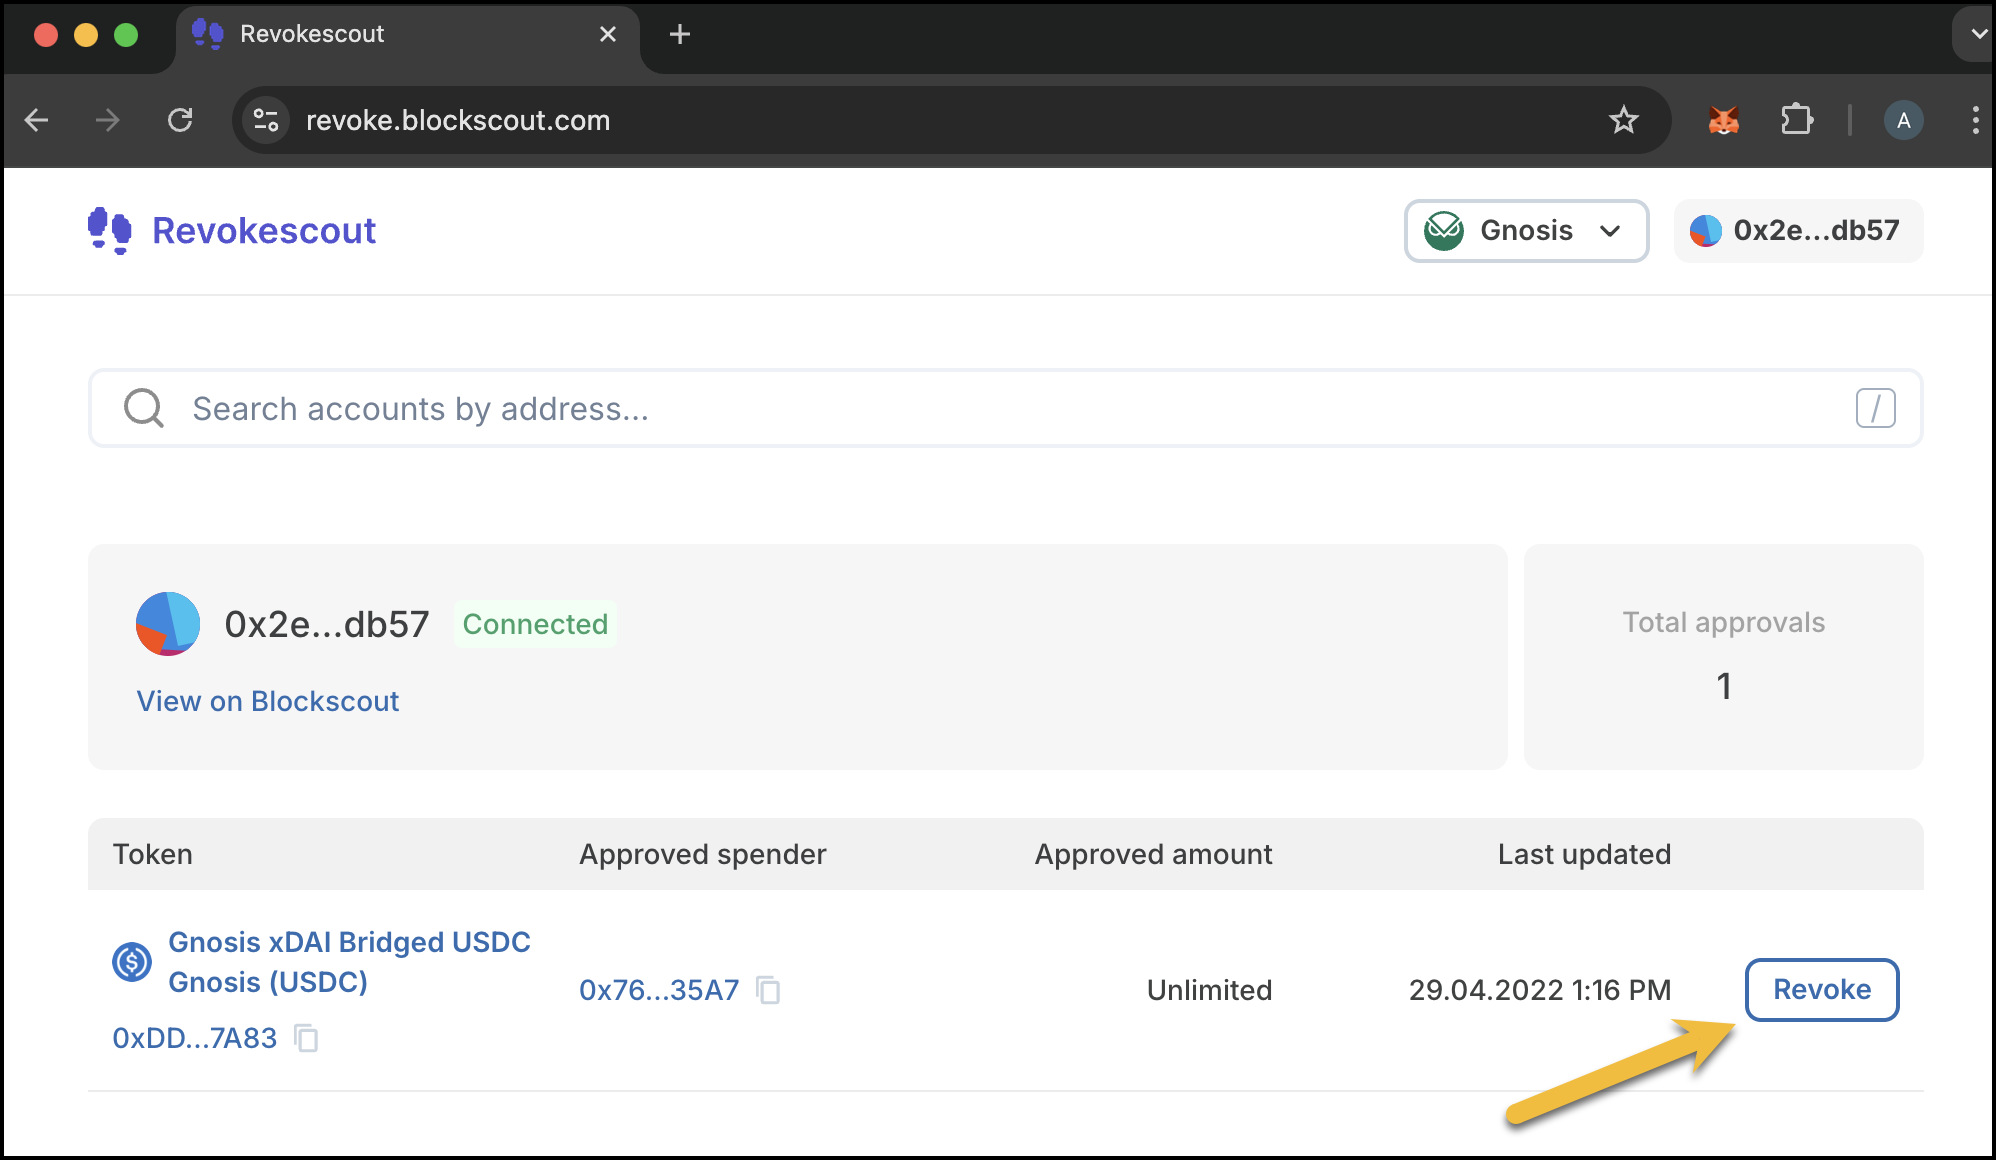 Revokescout
revoke.blockscout.com
A
Revokescout
Gnosis
0x2e...db57
Search accounts by address...
/
0x2e...db57
Connected
View on Blockscout
Total approvals
1
Token
Approved spender
Approved amount
Last updated
Gnosis xDAI Bridged USDC
Gnosis (USDC)
0xDD...7A83
0x76...35A7
Unlimited
29.04.2022 1:16 PM
Revoke